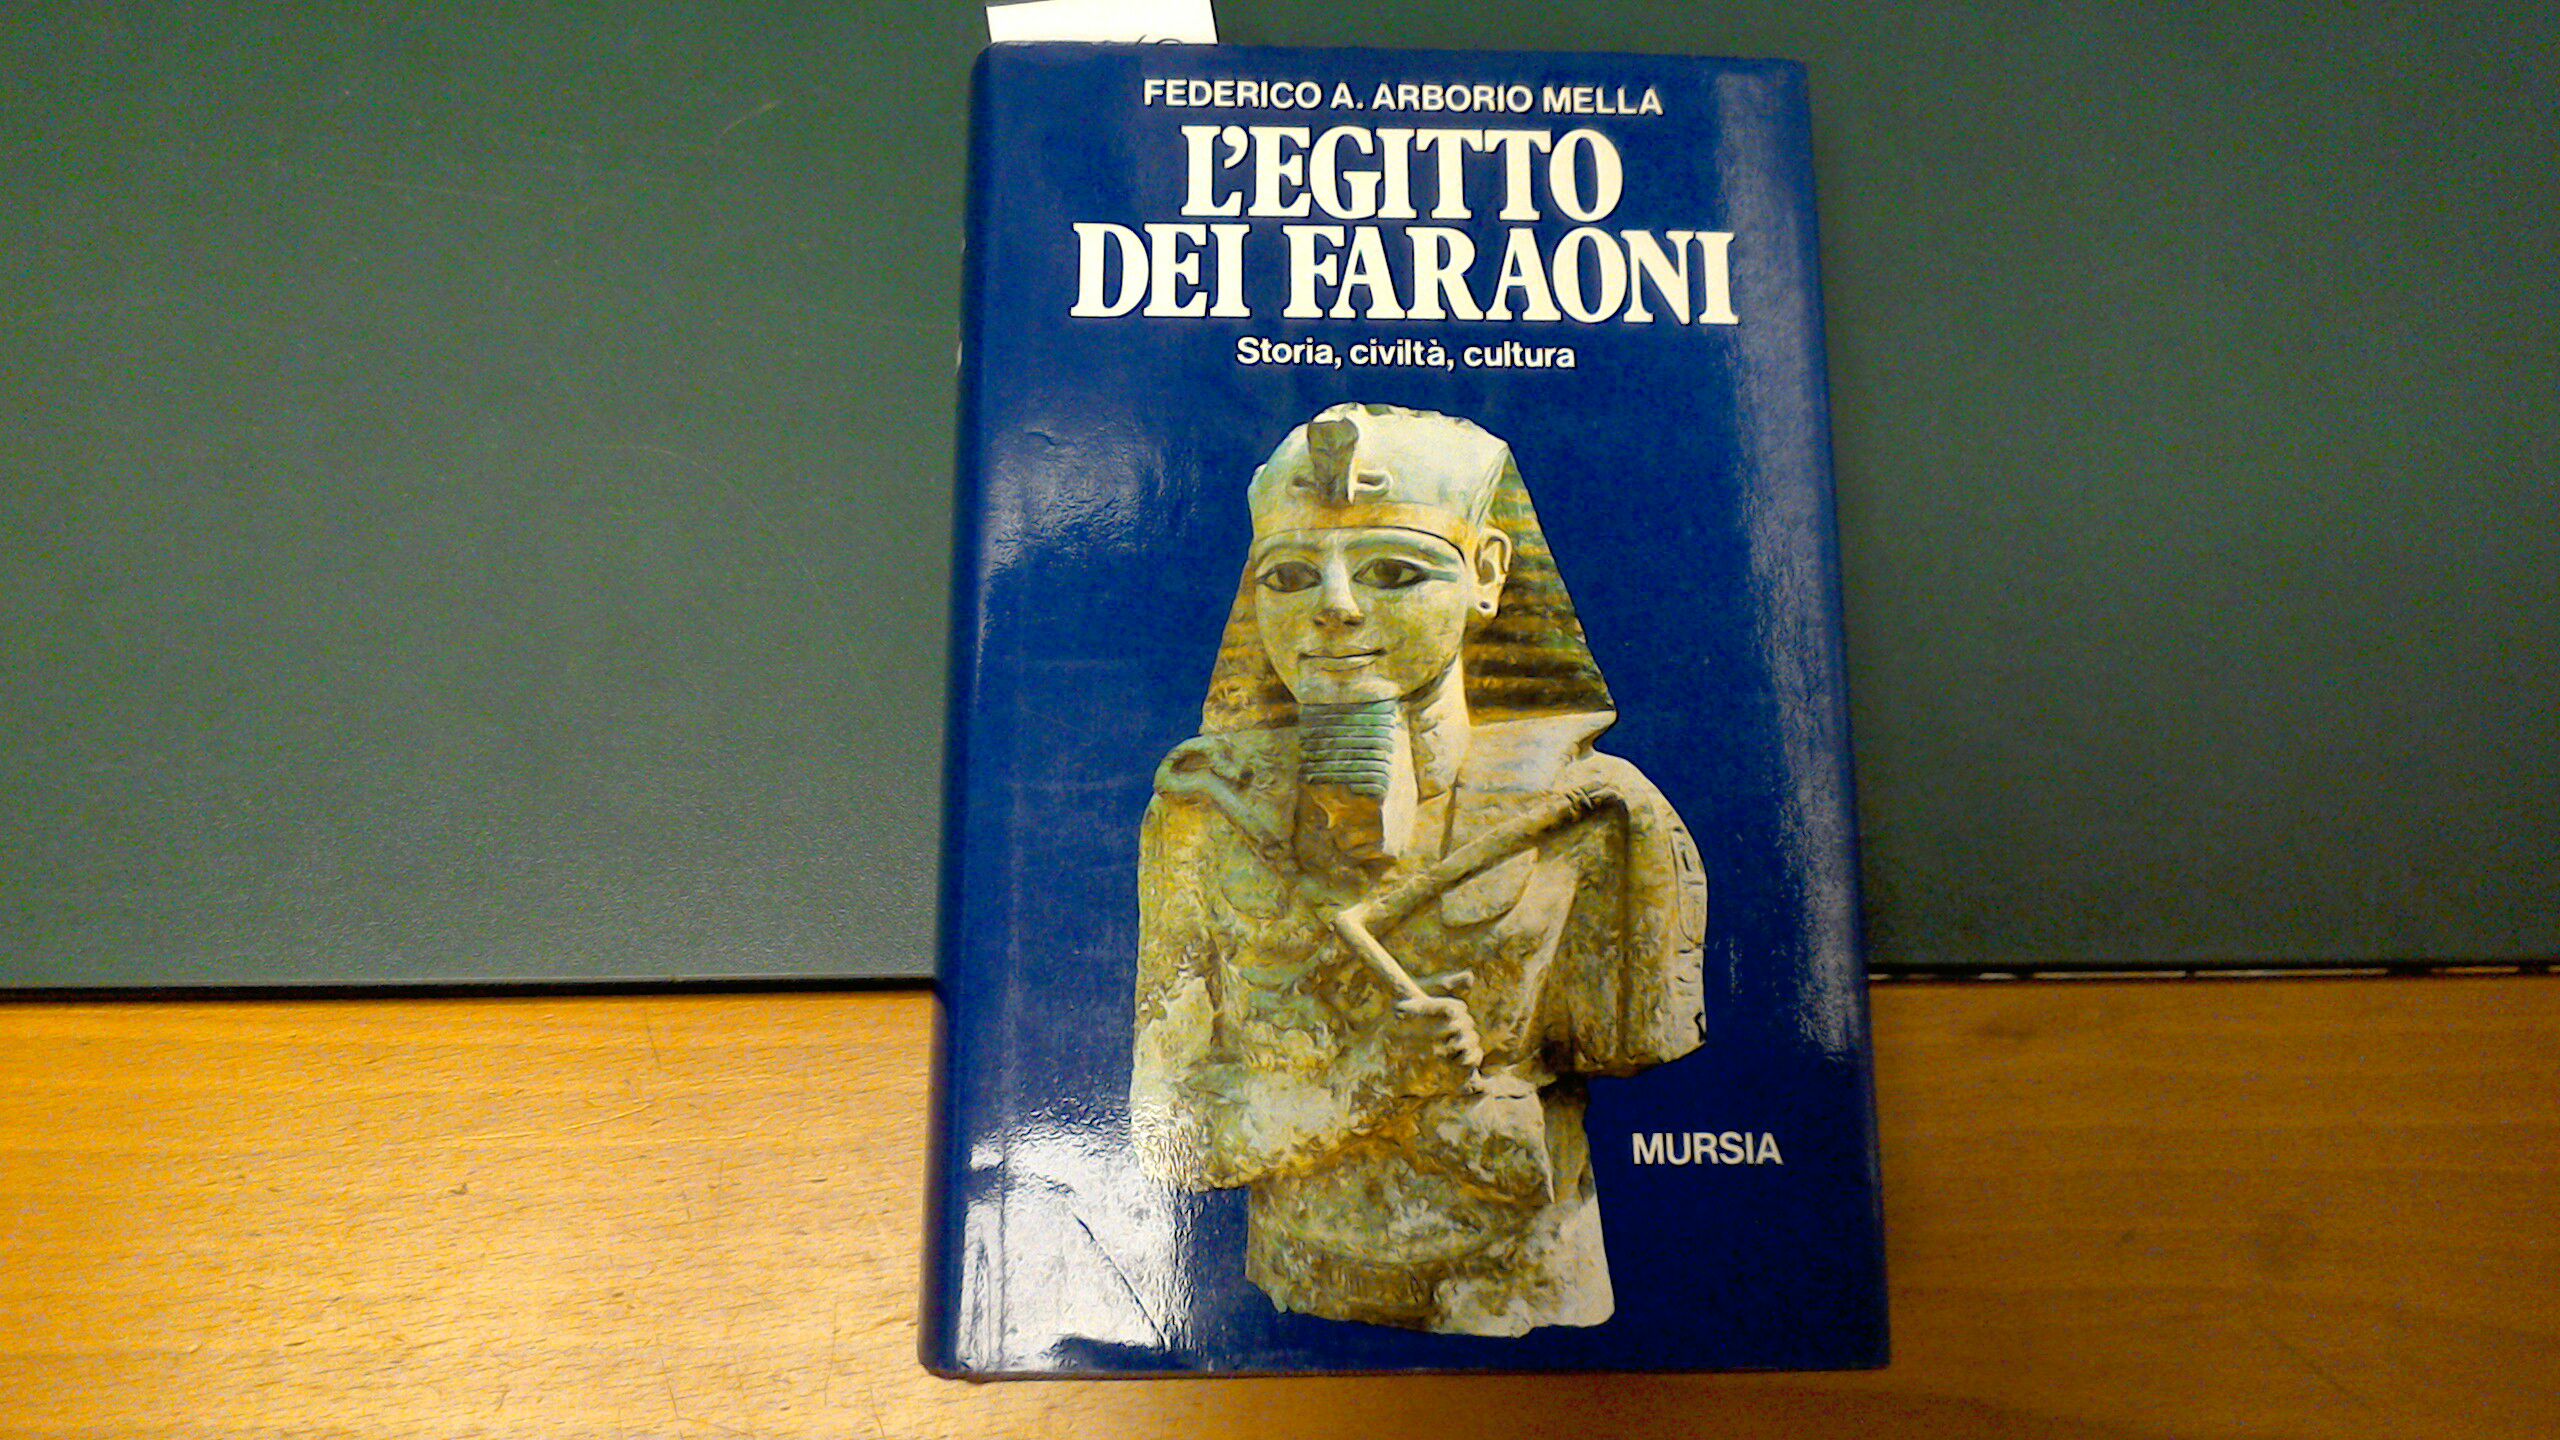 FEDERICO A. ARBORIO MELLA
L'EGITTO
DEI FARAONI
Storia, civiltà, cultura
MURSIA